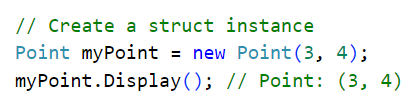 // Create a struct instance
Point myPoint = new Point(3, 4);
myPoint.Display(); // Point: (3, 4)